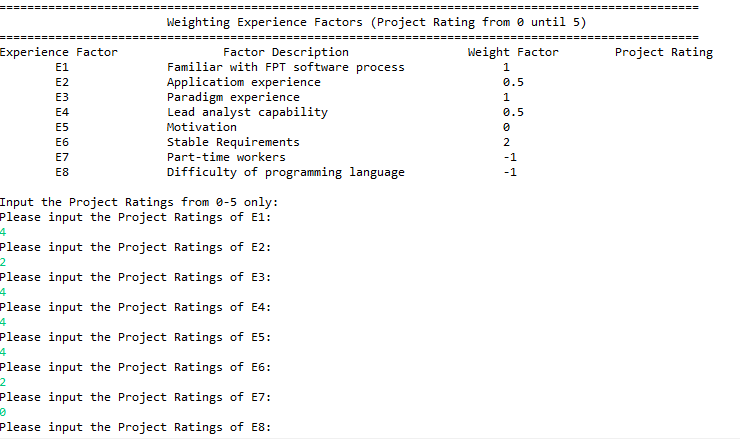 ====================================================================================================
Weighting Experience Factors (Project Rating from 0 until 5)
====================================================================================================
Experience Factor Factor Description Weight Factor Project Rating
E1 Familiar with FPT software process 1
E2 Applicatiom experience 0.5
E3 Paradigm experience 1
E4 Lead analyst capability 0.5
E5 Motivation 0
E6 Stable Requirements 2
E7 Part-time workers -1
E8 Difficulty of programming language -1
Input the Project Ratings from 0-5 only:
Please input the Project Ratings of E1:
4
Please input the Project Ratings of E2:
2
Please input the Project Ratings of E3:
4
Please input the Project Ratings of E4:
4
Please input the Project Ratings of E5:
4
Please input the Project Ratings of E6:
2
Please input the Project Ratings of E7:
0
Please input the Project Ratings of E8: